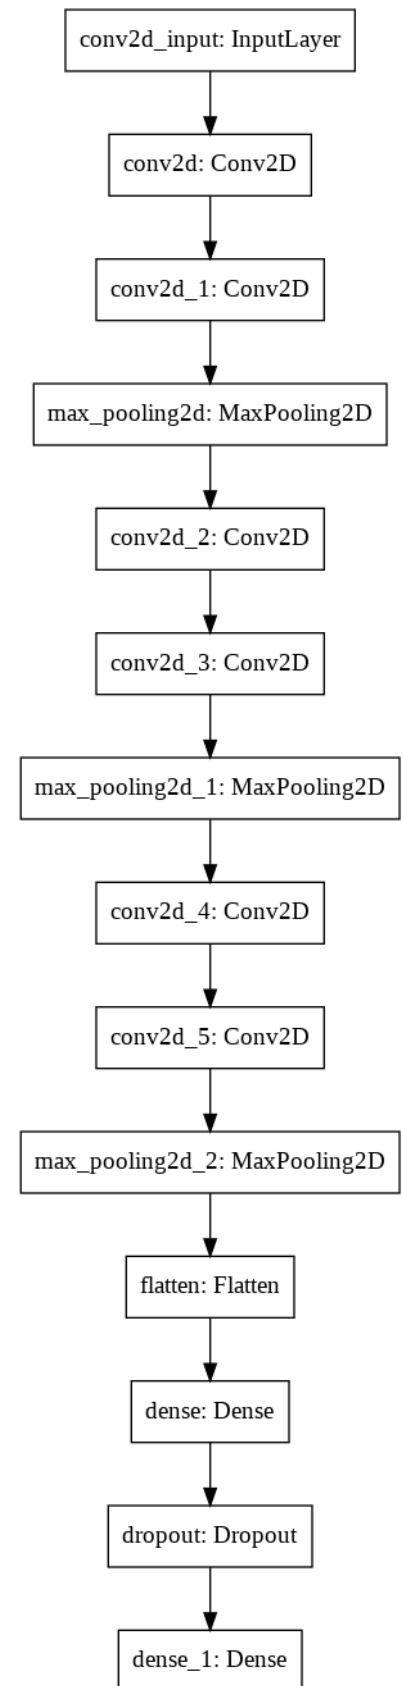 conv2d_input: InputLayer
conv2d: Conv2D
conv2d_1: Conv2D
max_pooling2d: MaxPooling2D
conv2d_2: Conv2D
conv2d_3: Conv2D
max_pooling2d_1: MaxPooling2D
conv2d_4: Conv2D
conv2d_5: Conv2D
max_pooling2d_2: MaxPooling2D
flatten: Flatten
dense: Dense
dropout: Dropout
dense_1: Dense